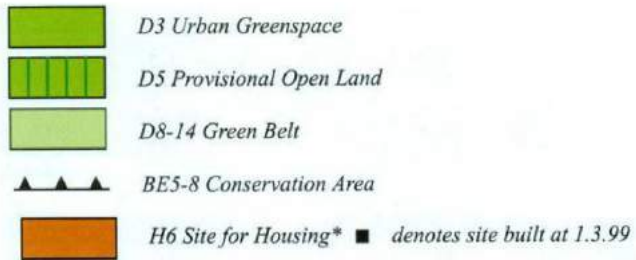 D3 Urban Greenspace
D5 Provisional Open Land
D8-14 Green Belt
BE5-8 Conservation Area
H6 Site for Housing* ■ denotes site built at 1.3.99